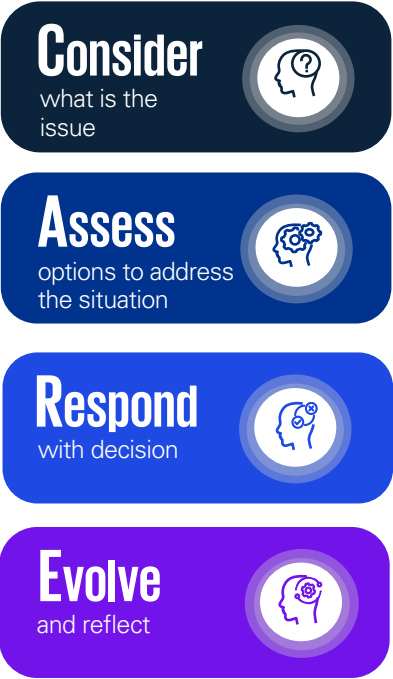 Consider
what is the
issue
Assess
options to address
the situation
Respond
with decision
Evolve
and reflect
?